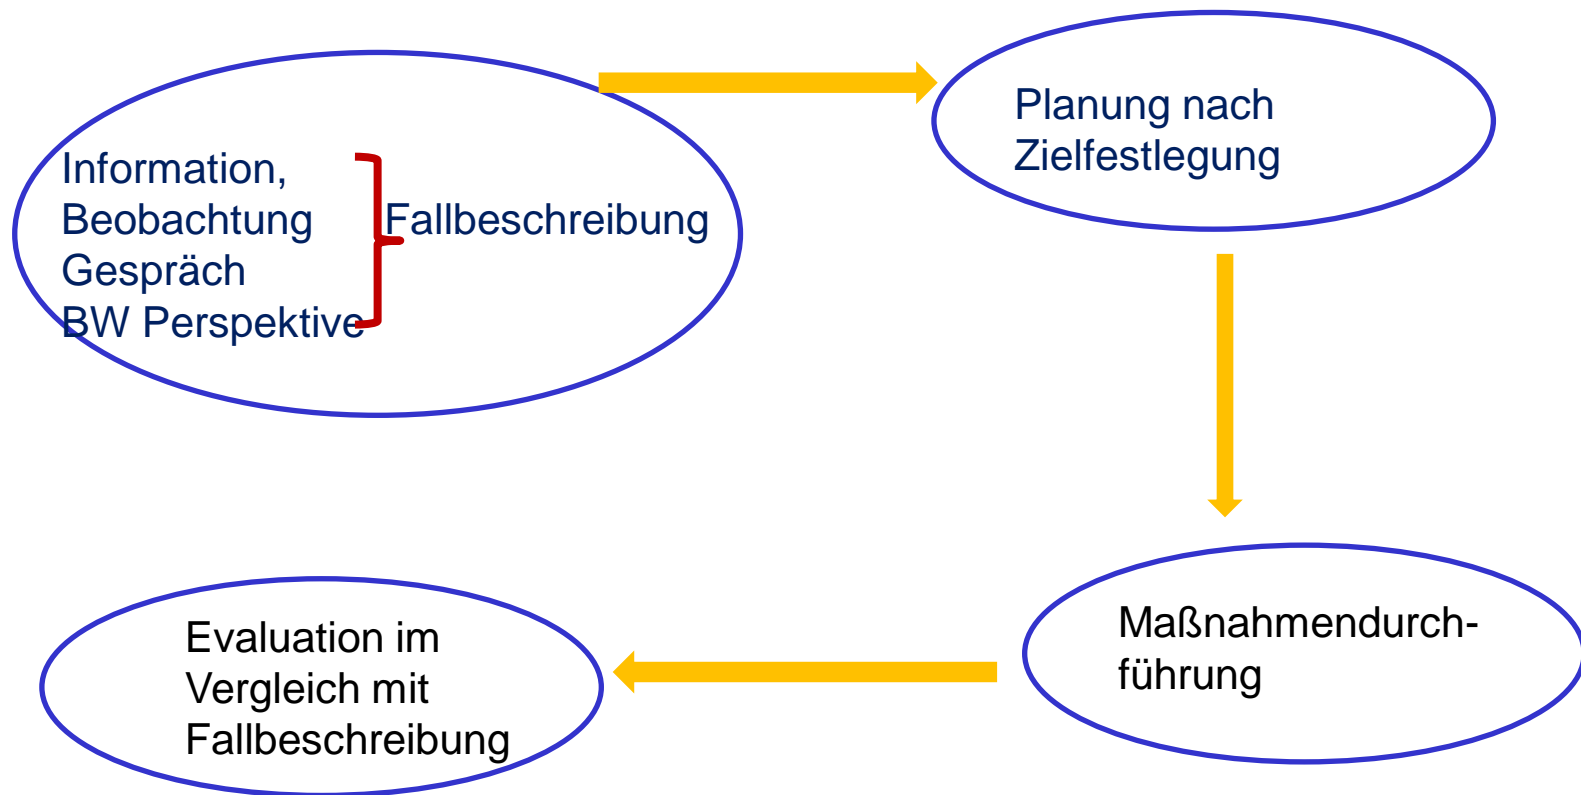 Information,
Beobachtung
Gespräch
BW Perspektive
Fallbeschreibung
Planung nach
Zielfestlegung
Maßnahmendurch-
führung
Evaluation im
Vergleich mit
Fallbeschreibung